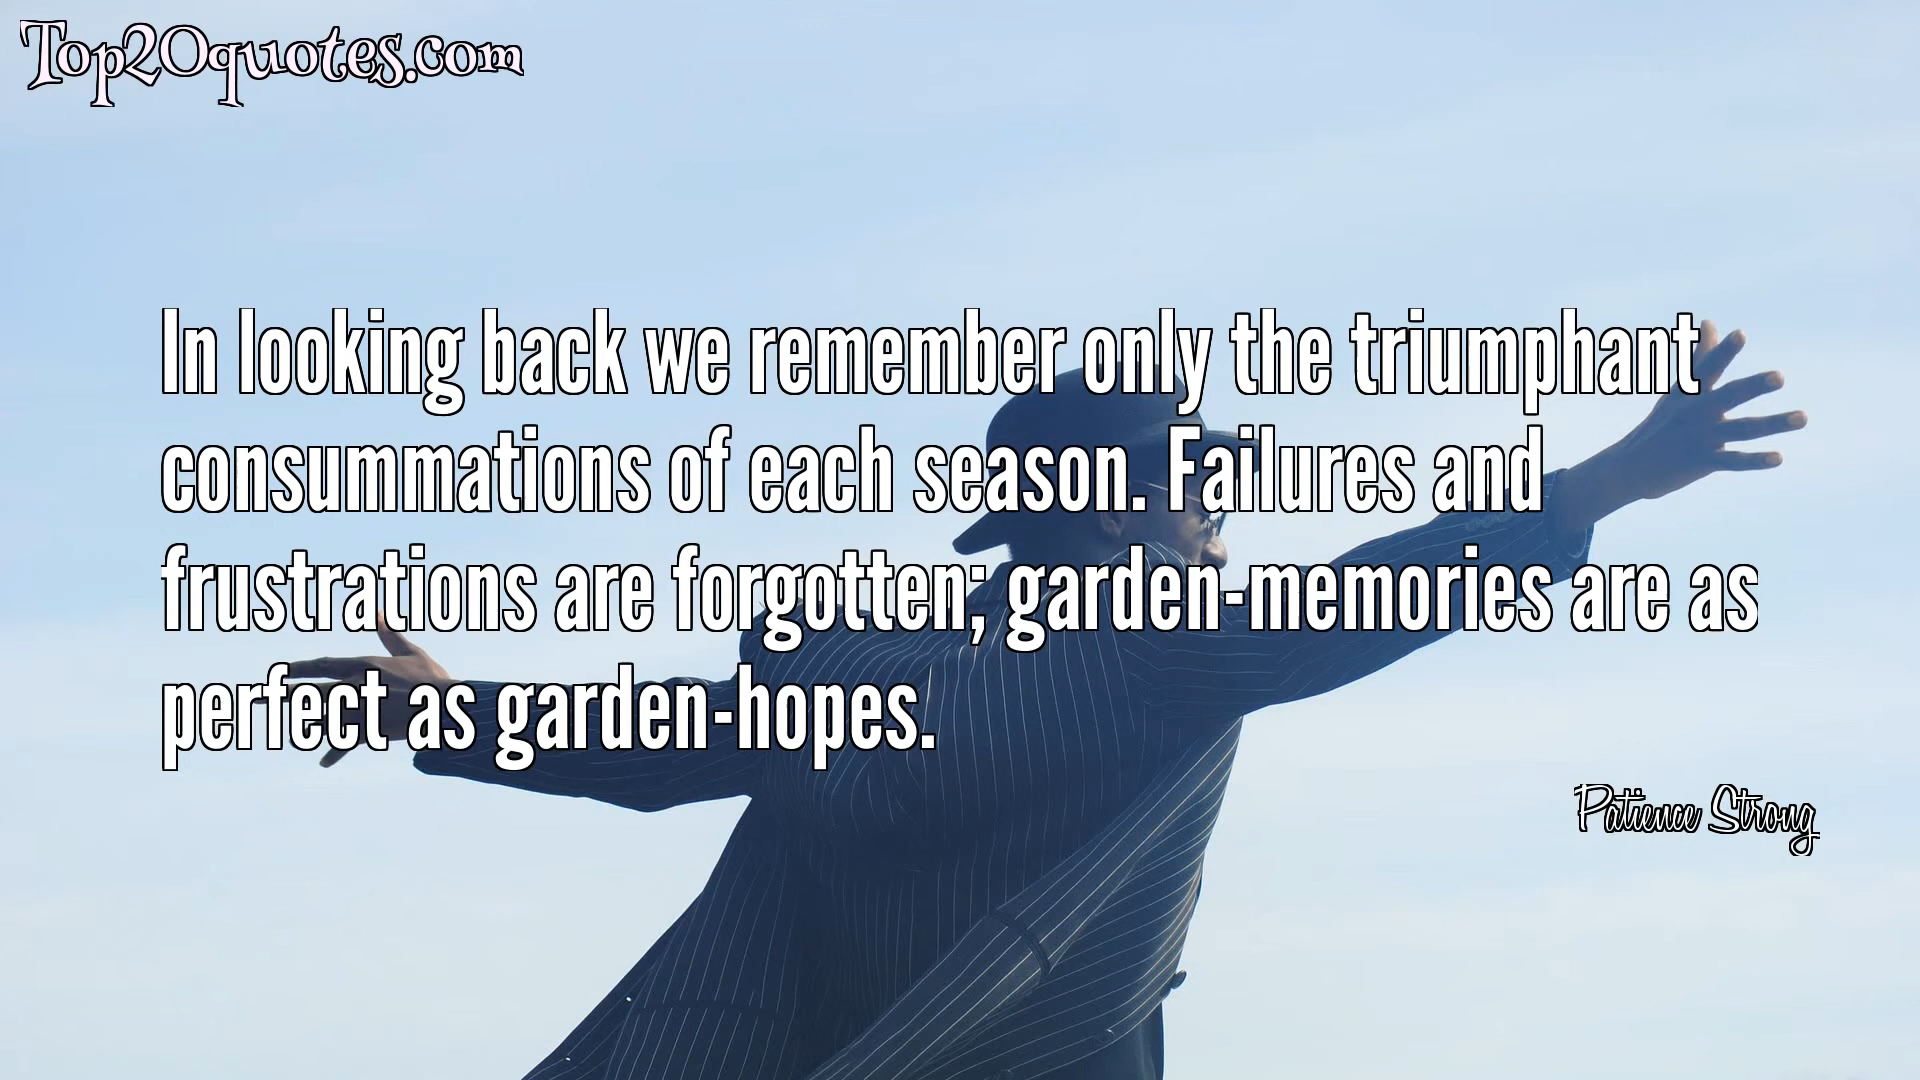 Top20quotes.com
In looking back we remember only the triumphant
consummations of each season. Failures and
frustrations are forgotten; garden-memories are as
perfect as garden-hopes.
Patience Strong